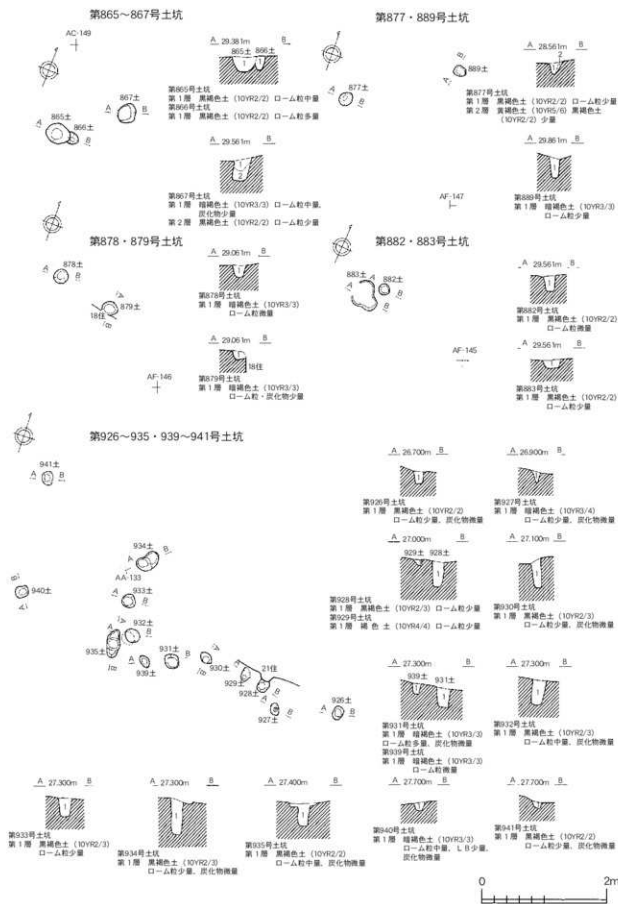 第865～867号土坑
AC-149
867土
A B
865土
A
866土
B
A 29.381m B
865土 866土
1 1
第865号土坑
第1層 黒褐色土（10YR2/2）ローム粒中量
第866号土坑
第1層 黒褐色土（10YR2/2）ローム粒多量
A 29.561m B
1
2
第867号土坑
第1層 暗褐色土（10YR3/3）ローム粒中量、
炭化物少量
第2層 黒褐色土（10YR2/2）ローム粒少量
第877・889号土坑
B
889土
A
877土
A B
A 28.561m B
2
1
第877号土坑
第1層 黒褐色土（10YR2/2）ローム粒少量
第2層 黄褐色土（10YR5/6）黒褐色土
（10YR2/2）少量
A 29.861m B
1
第889号土坑
第1層 暗褐色土（10YR3/3）
ローム粒少量
AF-147
第878・879号土坑
878土
A B
A
879土
18住
B
AF-146
A 29.061m B
1
第878号土坑
第1層 暗褐色土（10YR3/3）
ローム粒微量
A 29.061m B
1
18住
第879号土坑
第1層 暗褐色土（10YR3/3）
ローム粒・炭化物少量
第882・883号土坑
883土 A 882土
A B
B
AF-145
A 29.561m B
1
第882号土坑
第1層 黒褐色土（10YR2/2）
ローム粒微量
A 29.561m B
1
第883号土坑
第1層 黒褐色土（10YR2/2）
ローム粒少量
第926～935・939～941号土坑
941土
A B
934土
A B
AA-133
B
940土
A
933土
A B
A 932土
B
935土
B
939土
931土
A B
A
930土
B
21住
929土
928土
A B
927土
A B
926土
A B
A 26.700m B
1
第926号土坑
第1層 黒褐色土（10YR2/2）
ローム粒少量、炭化物微量
A 26.900m B
1
第927号土坑
第1層 暗褐色土（10YR3/4）
ローム粒少量、炭化物微量
A 27.000m B
929土 928土
1 1
第928号土坑
第1層 黒褐色土（10YR2/3）ローム粒少量
第929号土坑
第1層 褐色土（10YR4/4）ローム粒少量
A 27.100m B
1
第930号土坑
第1層 黒褐色土（10YR2/3）
ローム粒少量、炭化物微量
A 27.300m B
939土 931土
1 1
第931号土坑
第1層 暗褐色土（10YR3/3）
ローム粒多量、炭化物微量
第939号土坑
第1層 暗褐色土（10YR3/3）
ローム粒微量
A 27.300m B
1
第932号土坑
第1層 黒褐色土（10YR2/3）
ローム粒中量、炭化物微量
A 27.300m B
1
第933号土坑
第1層 黒褐色土（10YR2/3）
ローム粒少量
A 27.300m B
1
第934号土坑
第1層 黒褐色土（10YR2/3）
ローム粒少量、炭化物微量
A 27.400m B
1
第935号土坑
第1層 黒褐色土（10YR2/2）
ローム粒中量、炭化物微量
A 27.700m B
1
第940号土坑
第1層 暗褐色土（10YR3/3）
ローム粒中量、ＬＢ少量、
炭化物微量
A 27.700m B
1
第941号土坑
第1層 黒褐色土（10YR2/2）
ローム粒少量、炭化物微量
0 2m